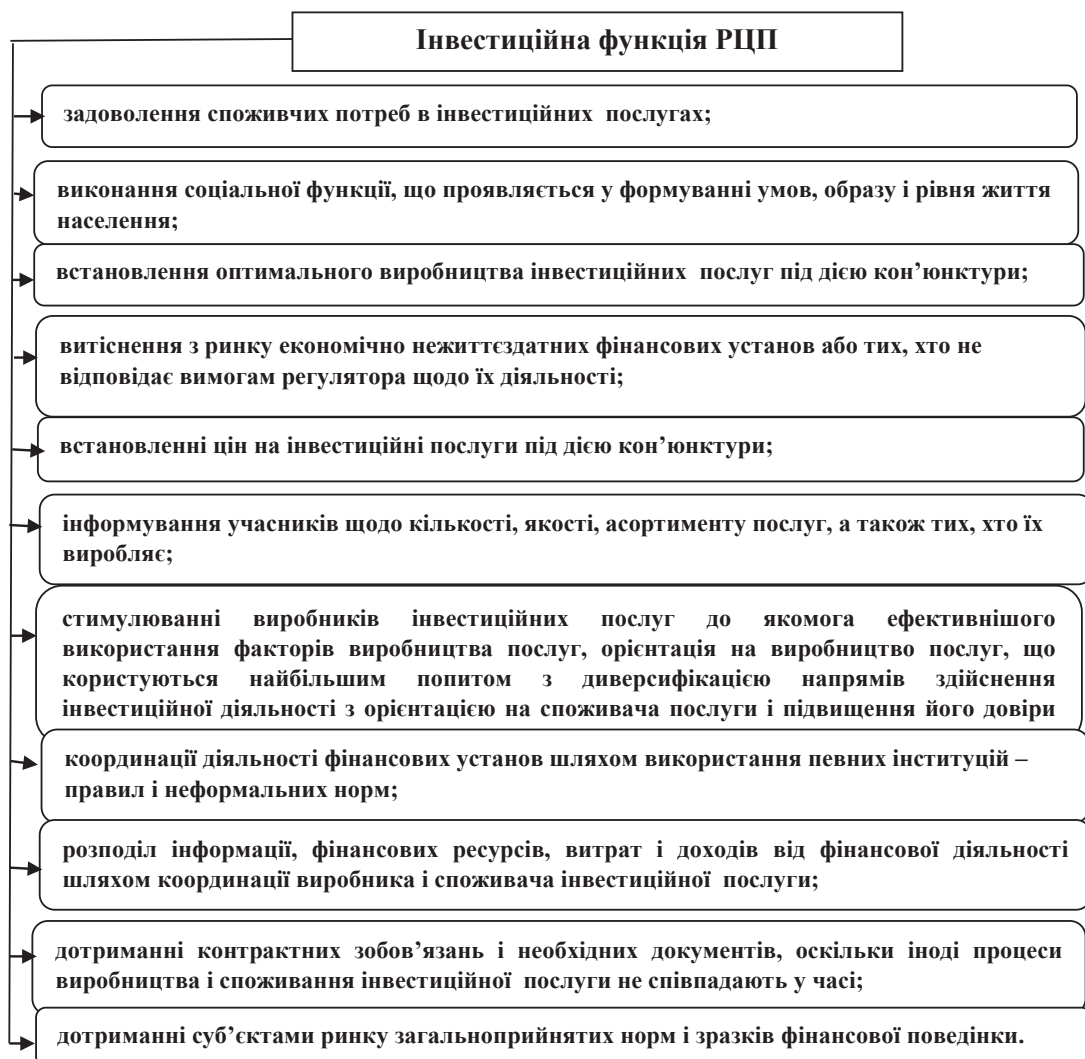 Інвестиційна функція РЦП
задоволення споживчих потреб в інвестиційних послугах;
виконання соціальної функції, що проявляється у формуванні умов, образу і рівня життя
населення;
встановлення оптимального виробництва інвестиційних послуг під дією кон’юнктури;
витіснення з ринку економічно нежиттєздатних фінансових установ або тих, хто не
відповідає вимогам регулятора щодо їх діяльності;
встановленні цін на інвестиційні послуги під дією кон’юнктури;
інформування учасників щодо кількості, якості, асортименту послуг, а також тих, хто їх
виробляє;
стимулюванні виробників інвестиційних послуг до якомога ефективнішого
використання факторів виробництва послуг, орієнтація на виробництво послуг, що
користуються найбільшим попитом з диверсифікацією напрямів здійснення
інвестиційної діяльності з орієнтацією на споживача послуги і підвищення його довіри
координації діяльності фінансових установ шляхом використання певних інституцій –
правил і неформальних норм;
розподіл інформації, фінансових ресурсів, витрат і доходів від фінансової діяльності
шляхом координації виробника і споживача інвестиційної послуги;
дотриманні контрактних зобов’язань і необхідних документів, оскільки іноді процеси
виробництва і споживання інвестиційної послуги не співпадають у часі;
дотриманні суб’єктами ринку загальноприйнятих норм і зразків фінансової поведінки.